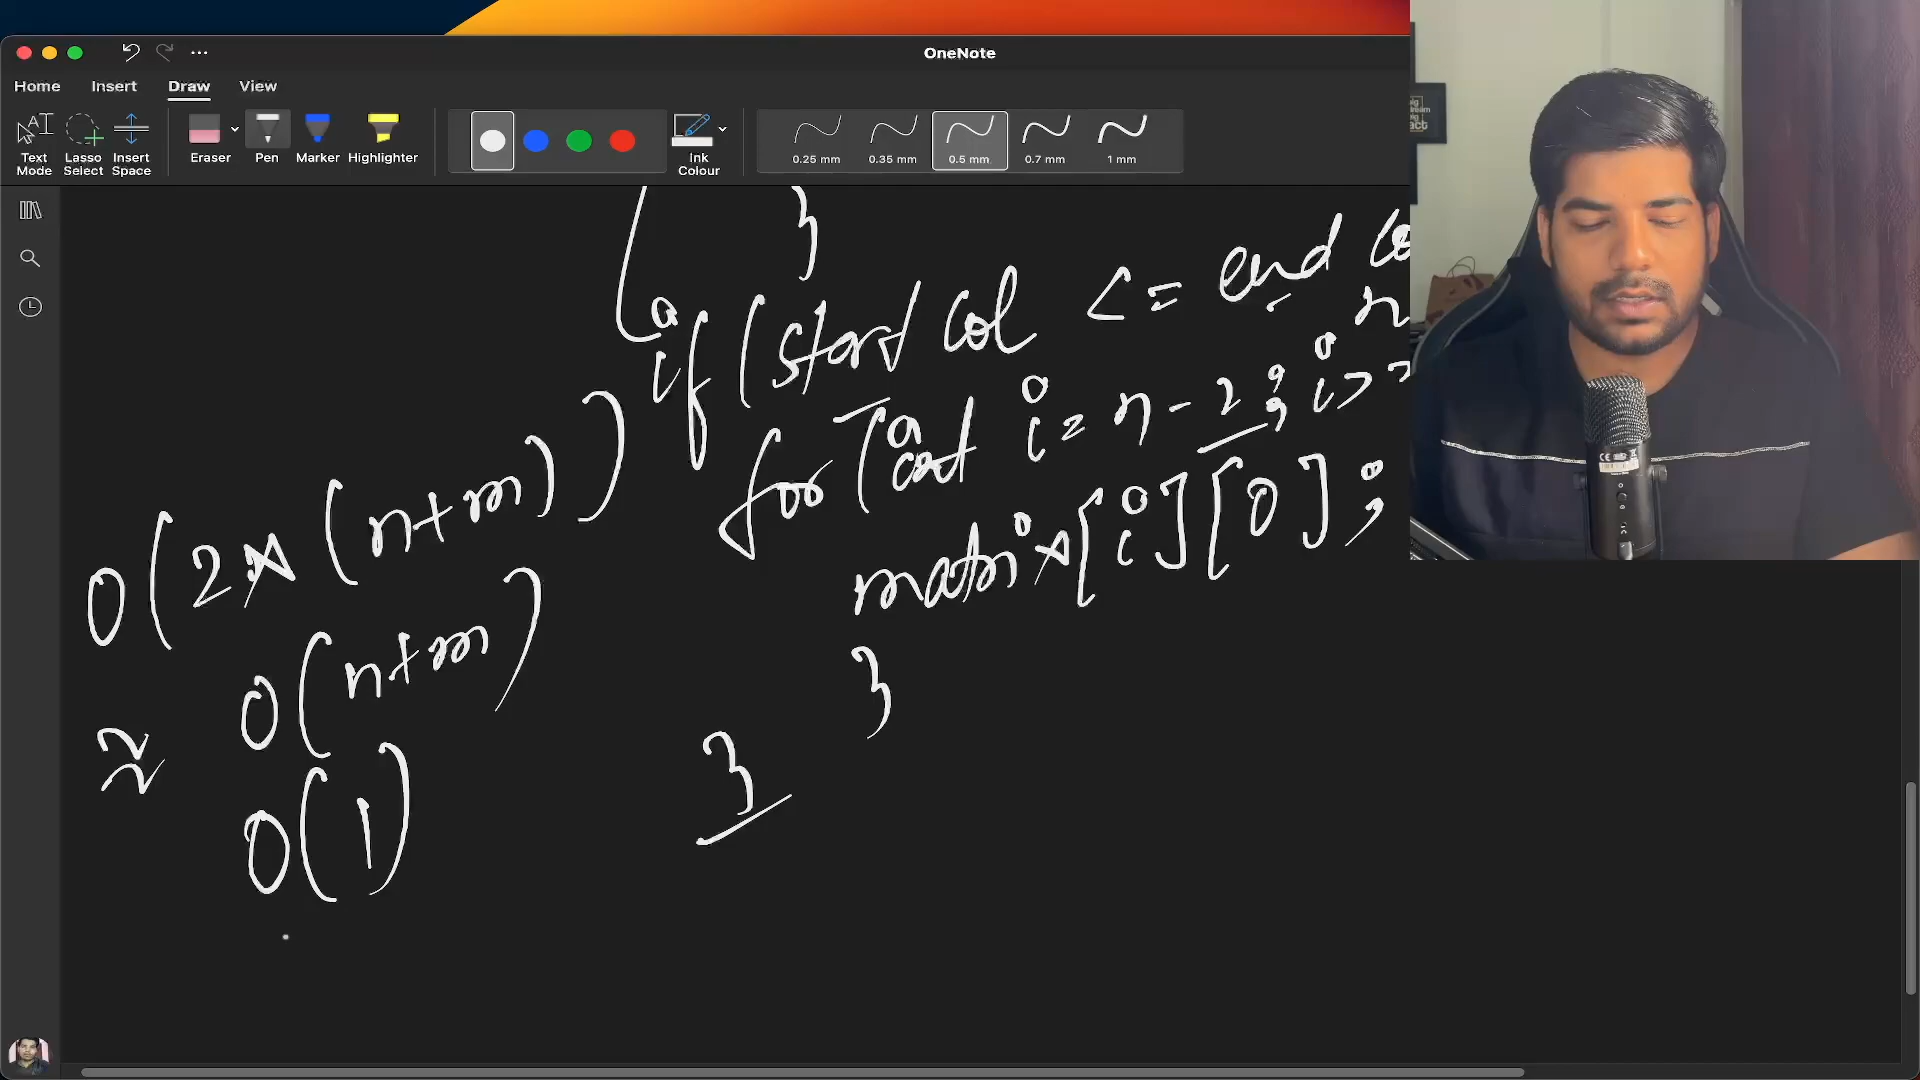 OneNote
Home Insert Draw View
Text Mode
Lasso Select
Insert Space
Eraser
Pen
Marker
Highlighter
Ink Colour
0.25 mm
0.35 mm
0.5 mm
0.7 mm
1 mm
}
if (start col <= end co
for (int i = n - 2; i >=
matrix[i][0];
}
}
O(2 * (n+m))
≈ O(n+m)
O(1)